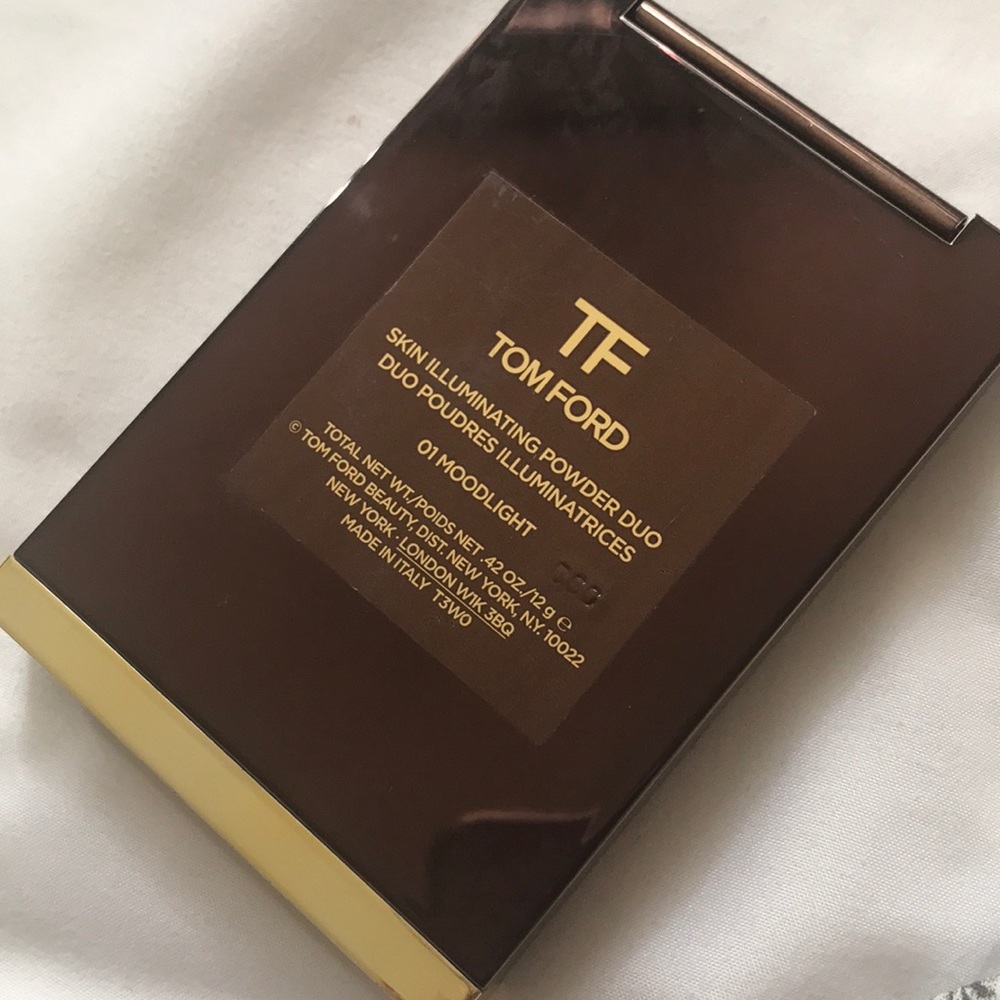 TF
TOM FORD
SKIN ILLUMINATING POWDER DUO
DUO POUDRES ILLUMINATRICES
01 MOODLIGHT
TOTAL NET WT./POIDS NET .42 OZ./12 g ℮
© TOM FORD BEAUTY, DIST. NEW YORK, N.Y. 10022
NEW YORK · LONDON W1K 3BQ
MADE IN ITALY T3W0